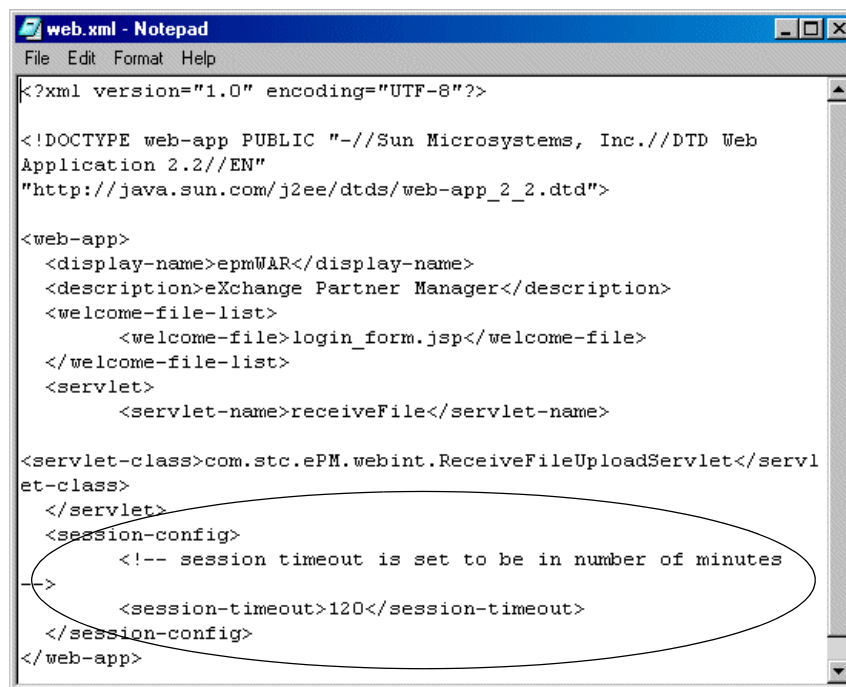 web.xml - Notepad
File Edit Format Help
<?xml version="1.0" encoding="UTF-8"?>
<!DOCTYPE web-app PUBLIC "-//Sun Microsystems, Inc.//DTD Web
Application 2.2//EN"
"http://java.sun.com/j2ee/dtds/web-app_2_2.dtd">
<web-app>
  <display-name>epmWAR</display-name>
  <description>eXchange Partner Manager</description>
  <welcome-file-list>
        <welcome-file>login_form.jsp</welcome-file>
  </welcome-file-list>
  <servlet>
        <servlet-name>receiveFile</servlet-name>
<servlet-class>com.stc.ePM.webint.ReceiveFileUploadServlet</servl
et-class>
  </servlet>
  <session-config>
        <!-- session timeout is set to be in number of minutes
-->
        <session-timeout>120</session-timeout>
  </session-config>
</web-app>